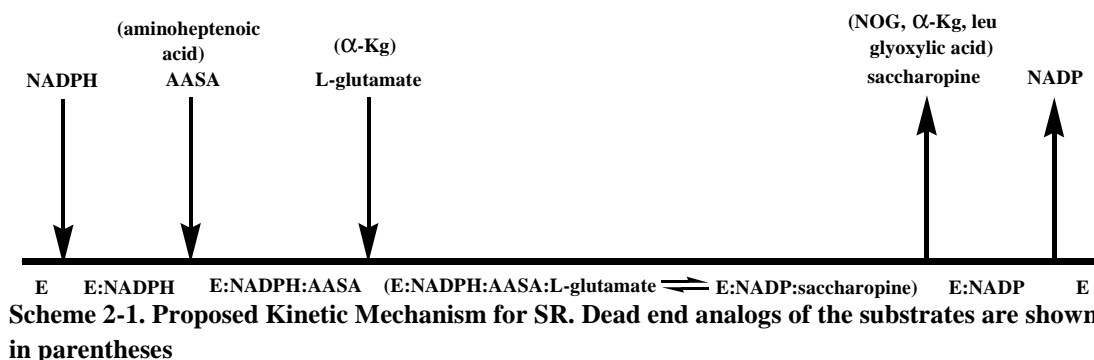 (aminoheptenoic
acid)
(α-Kg)
(NOG, α-Kg, leu
glyoxylic acid)
NADPH AASA L-glutamate saccharopine NADP
E E:NADPH E:NADPH:AASA (E:NADPH:AASA:L-glutamate ⇌ E:NADP:saccharopine) E:NADP E
Scheme 2-1. Proposed Kinetic Mechanism for SR. Dead end analogs of the substrates are shown
in parentheses